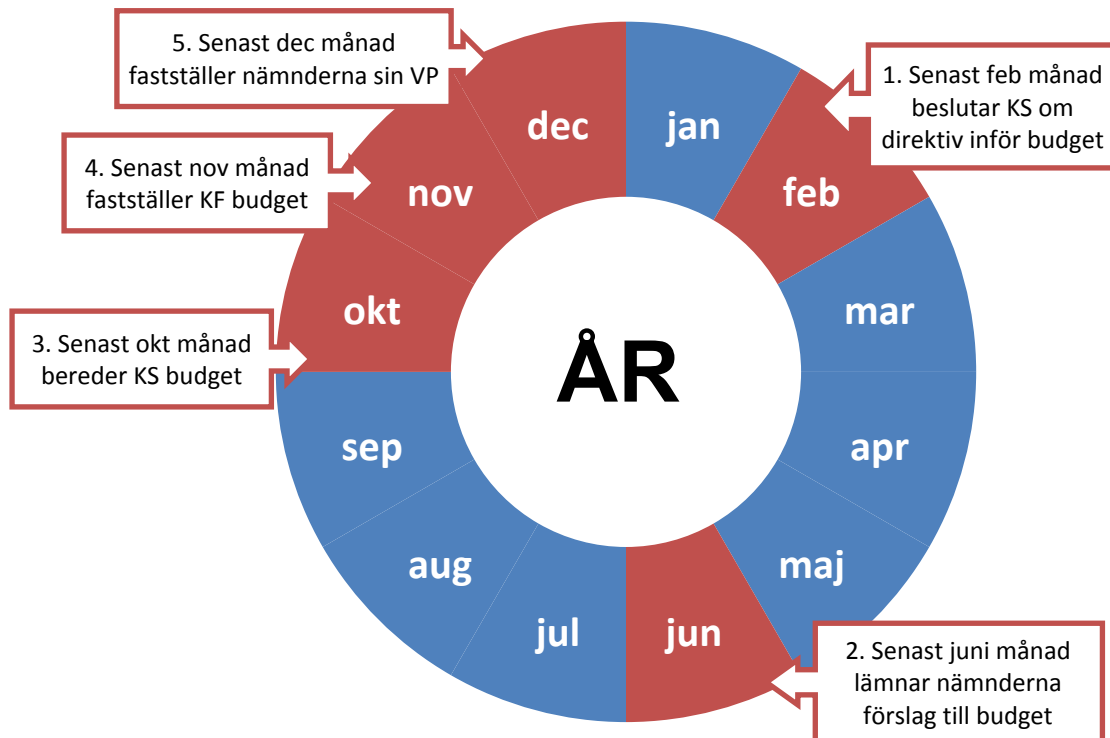 5. Senast dec månad
fastställer nämnderna sin VP
1. Senast feb månad
beslutar KS om
direktiv inför budget
4. Senast nov månad
fastställer KF budget
3. Senast okt månad
bereder KS budget
2. Senast juni månad
lämnar nämnderna
förslag till budget
jan
feb
mar
apr
maj
jun
jul
aug
sep
okt
nov
dec
ÅR